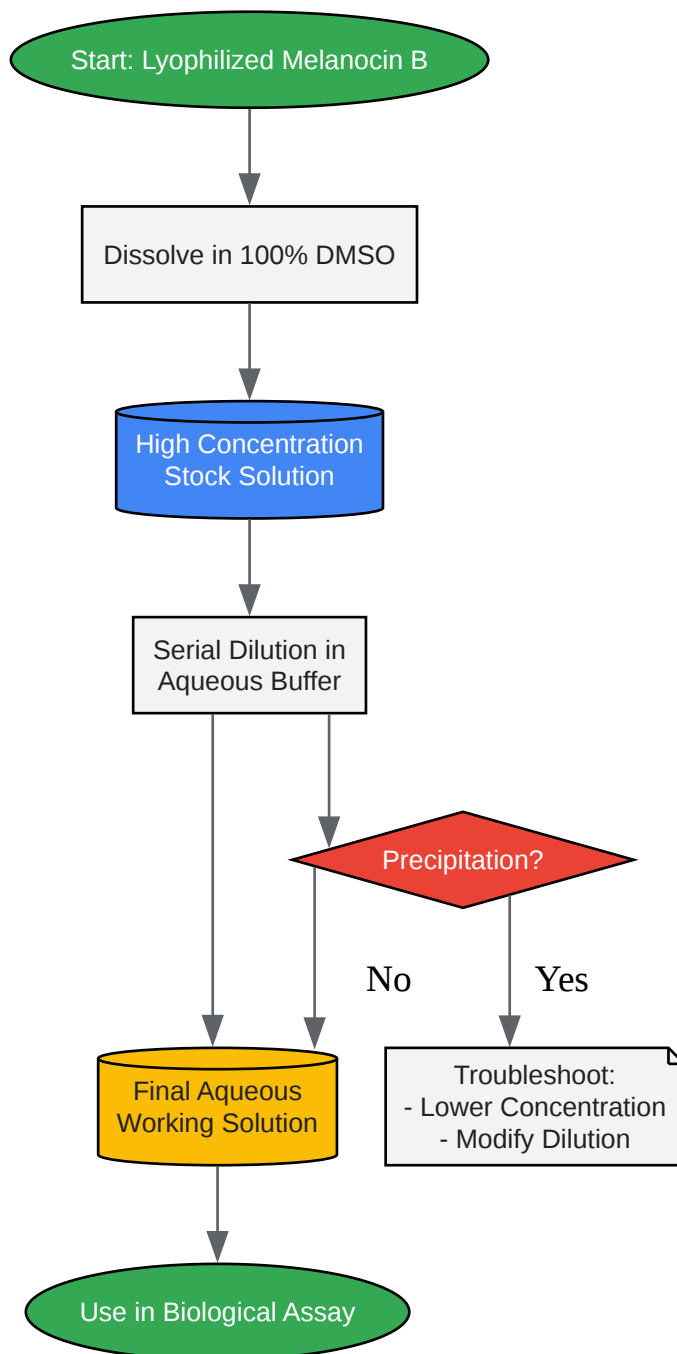 Start: Lyophilized Melanocin B
Dissolve in 100% DMSO
High Concentration
Stock Solution
Serial Dilution in
Aqueous Buffer
Precipitation?
No
Yes
Final Aqueous
Working Solution
Troubleshoot:
- Lower Concentration
- Modify Dilution
Use in Biological Assay